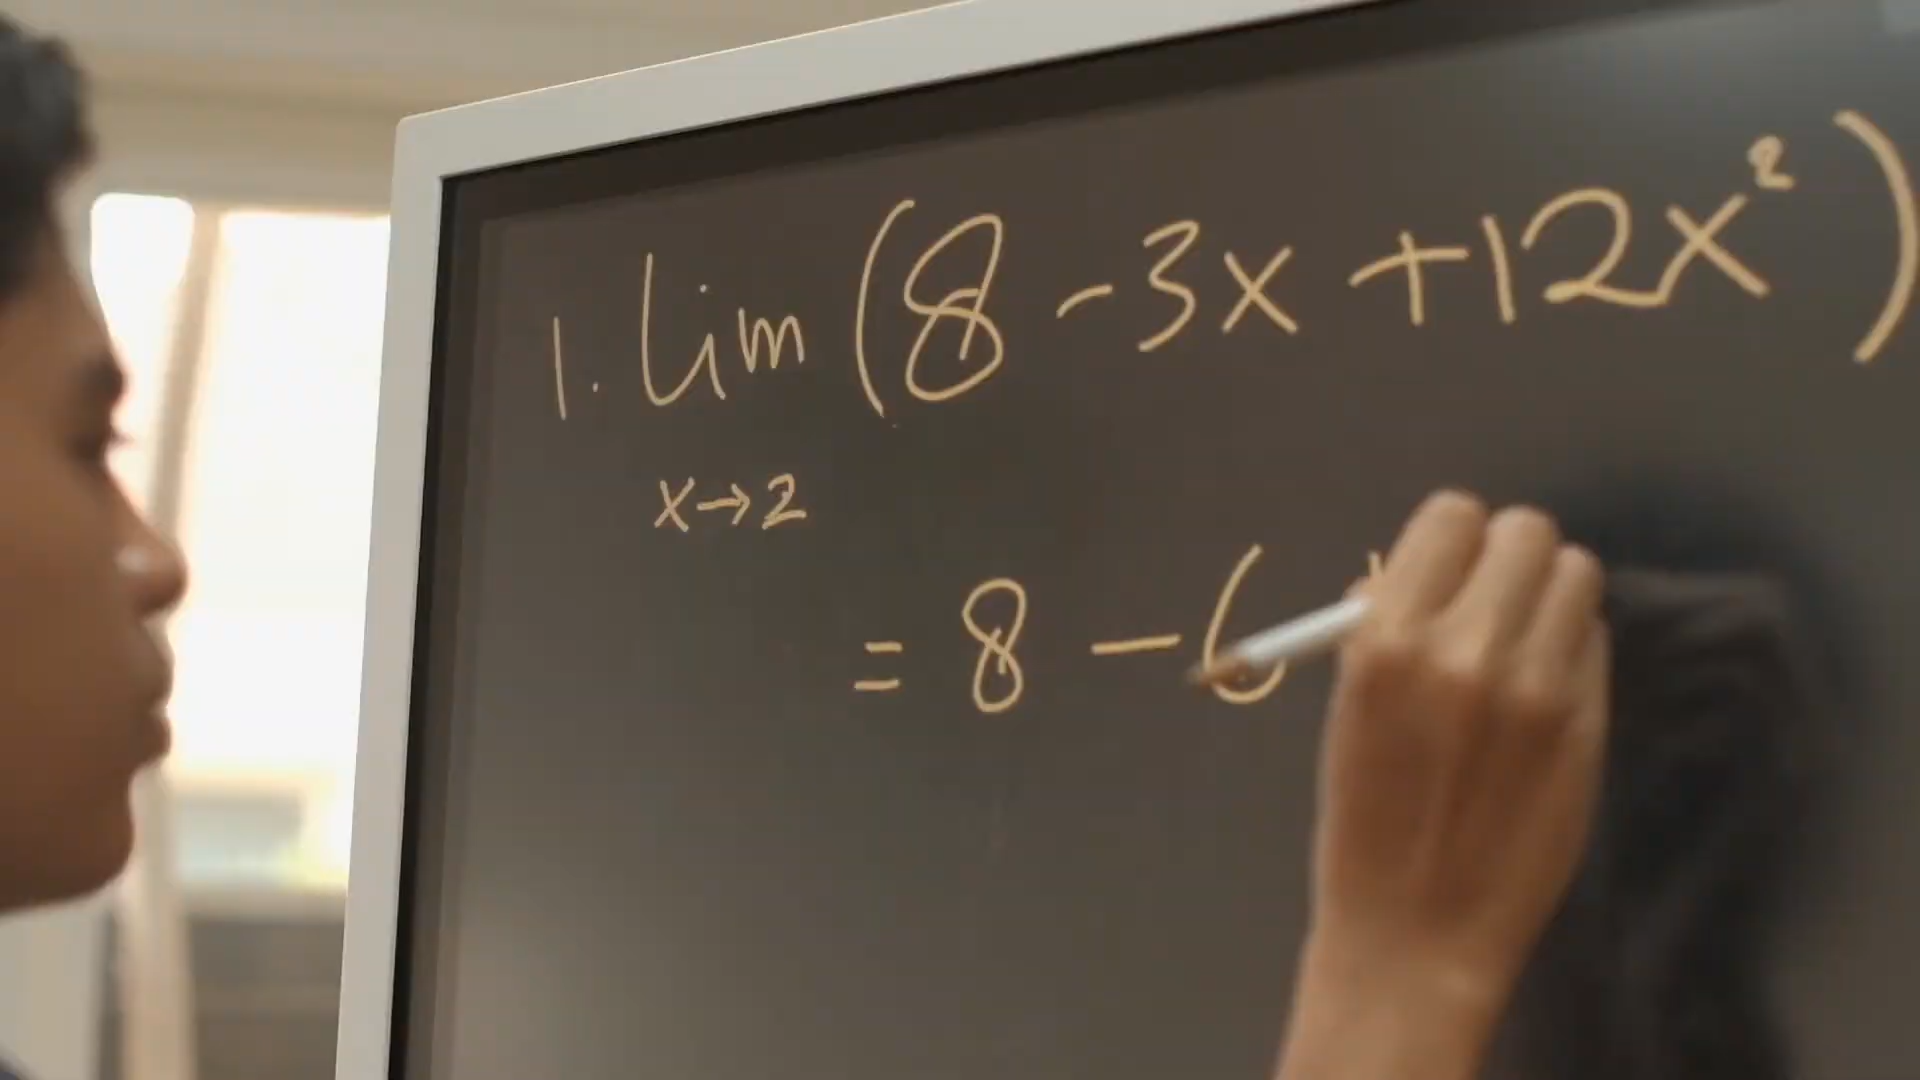 1. Lim (8 - 3x + 12x²)
x→2
= 8 - 6